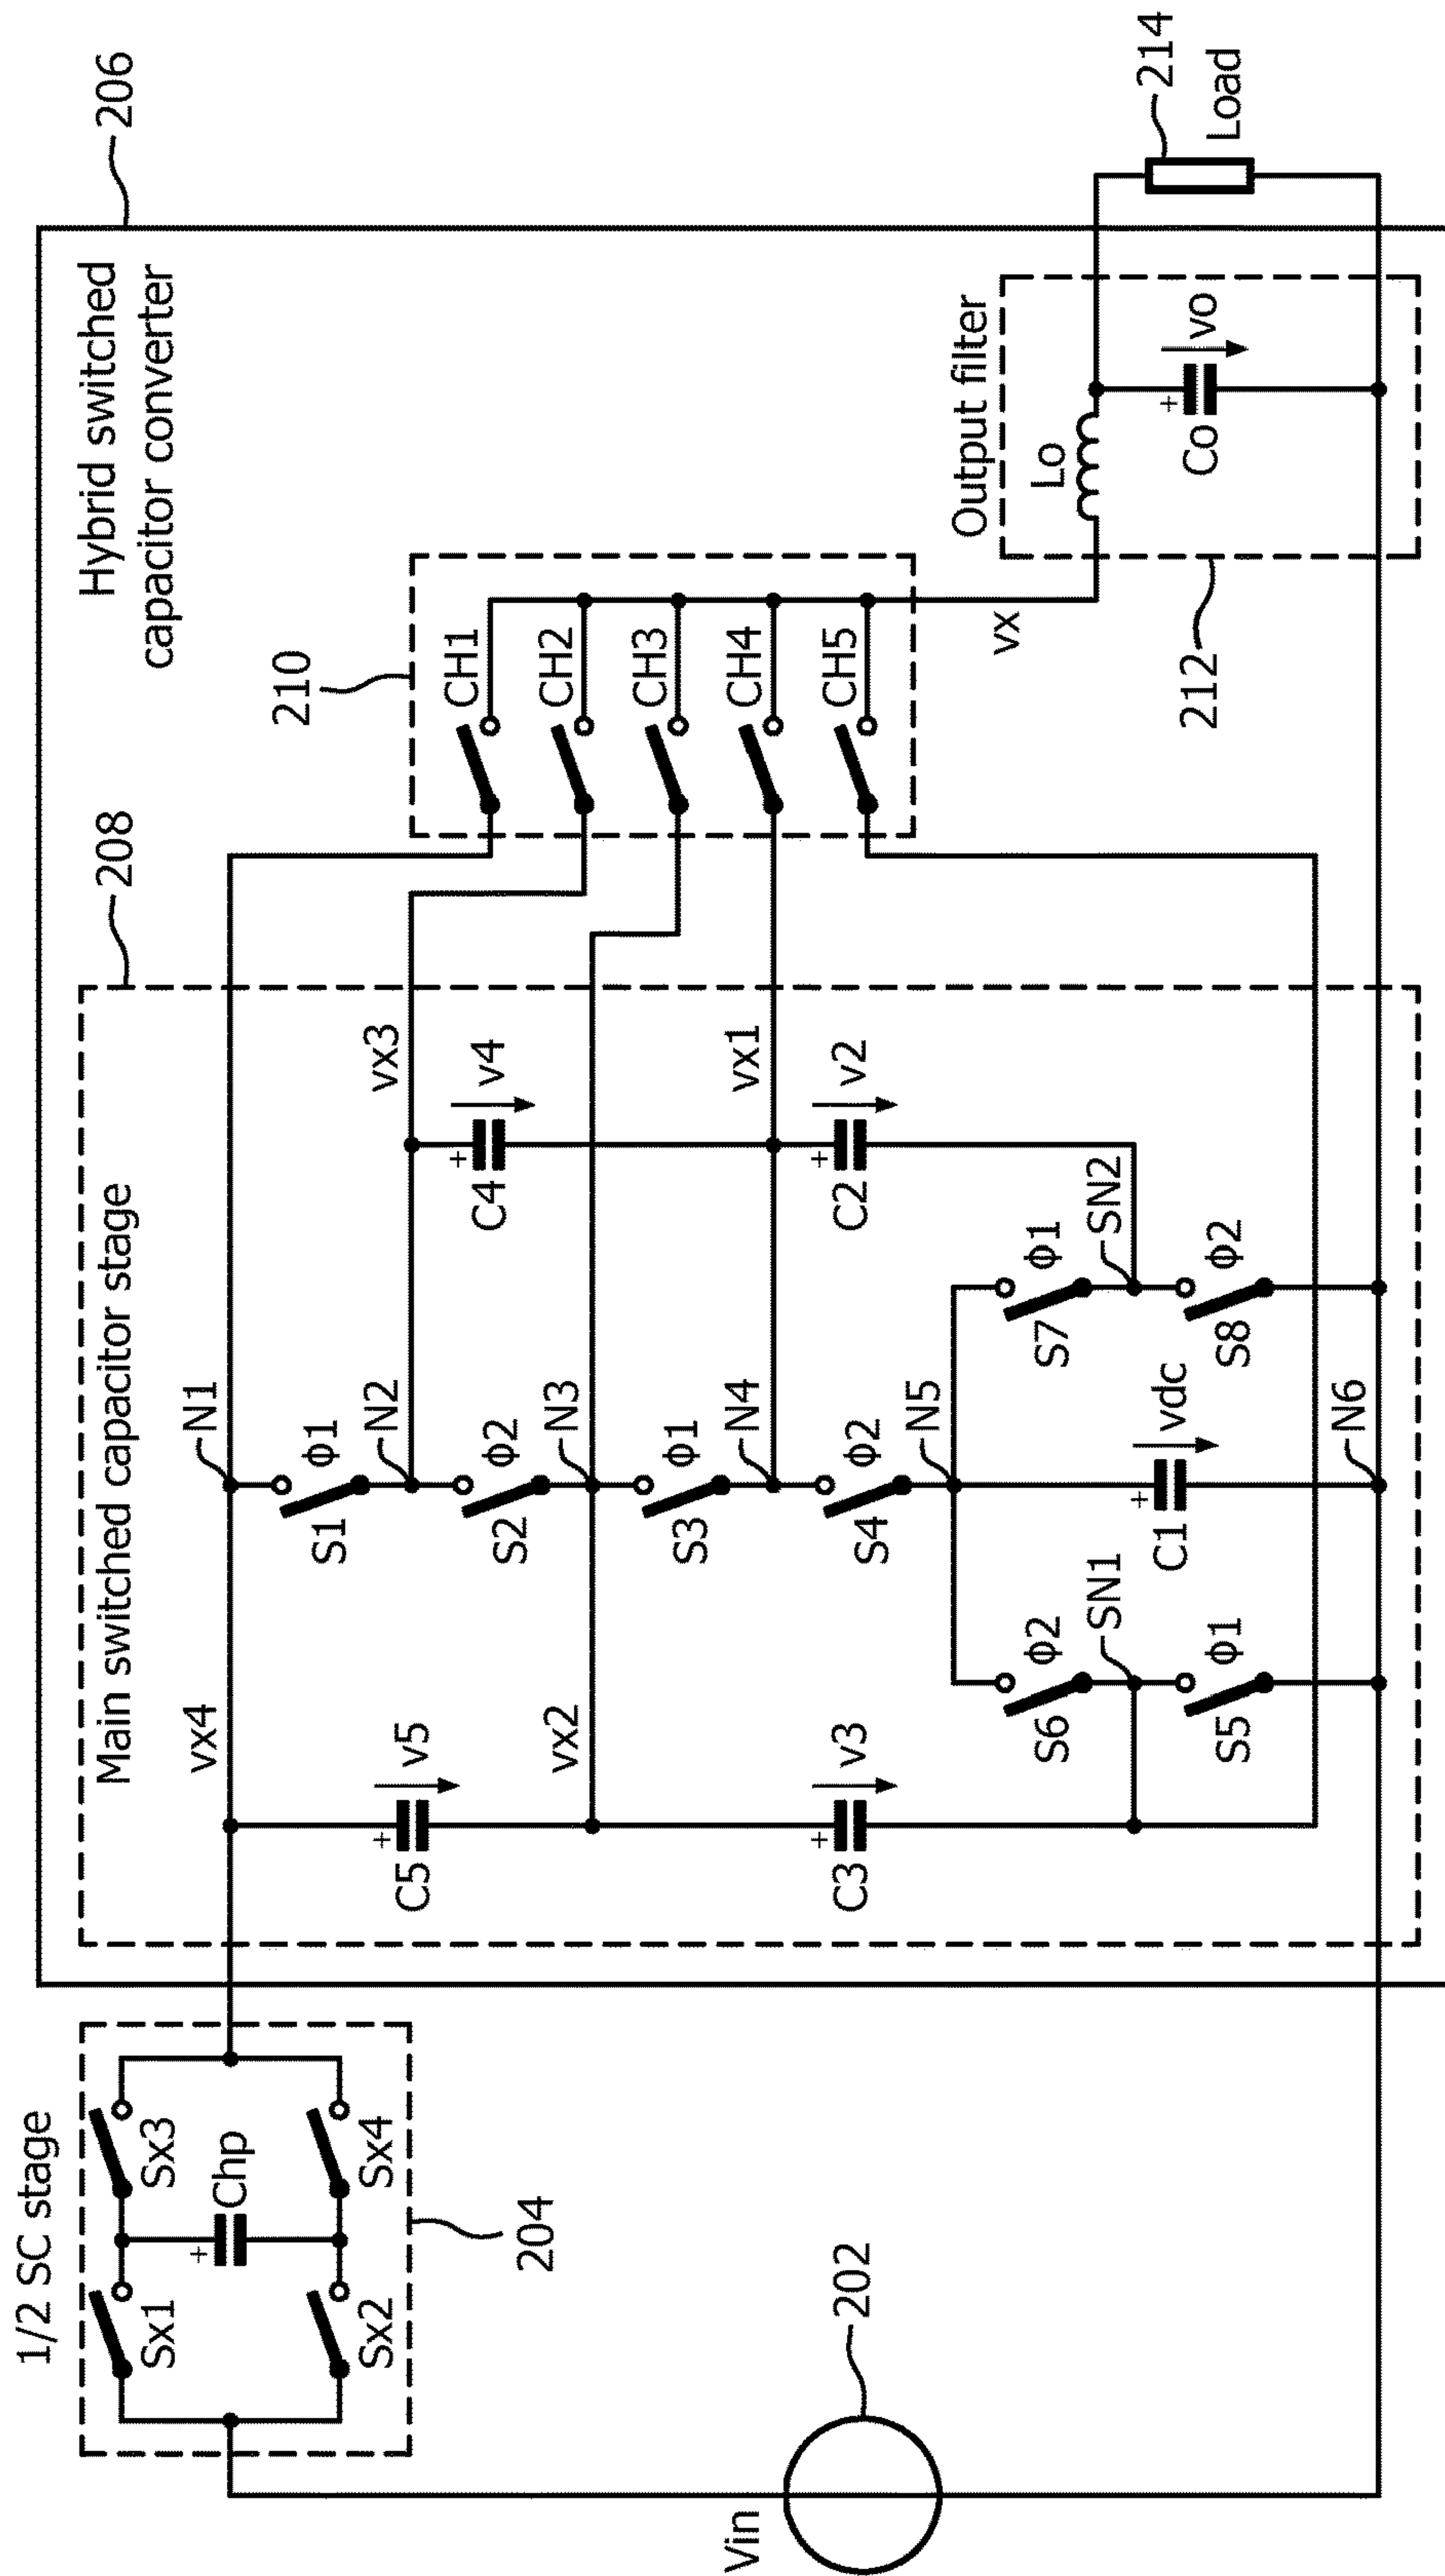 206
Hybrid switched
capacitor converter
208
Main switched capacitor stage
1/2 SC stage
Sx1
Sx3
Chp
+
Sx2
Sx4
204
Vin
202
vx4
N1
C5
+
v5
S1
ϕ1
N2
vx3
C4
+
v4
vx2
S2
ϕ2
N3
S3
ϕ1
N4
vx1
C3
+
v3
S4
ϕ2
C2
+
v2
N5
S6
ϕ2
SN1
S5
ϕ1
C1
+
vdc
S7
ϕ1
SN2
S8
ϕ2
N6
210
CH1
CH2
CH3
CH4
CH5
vx
Output filter
Lo
Co
+
vo
212
214
Load